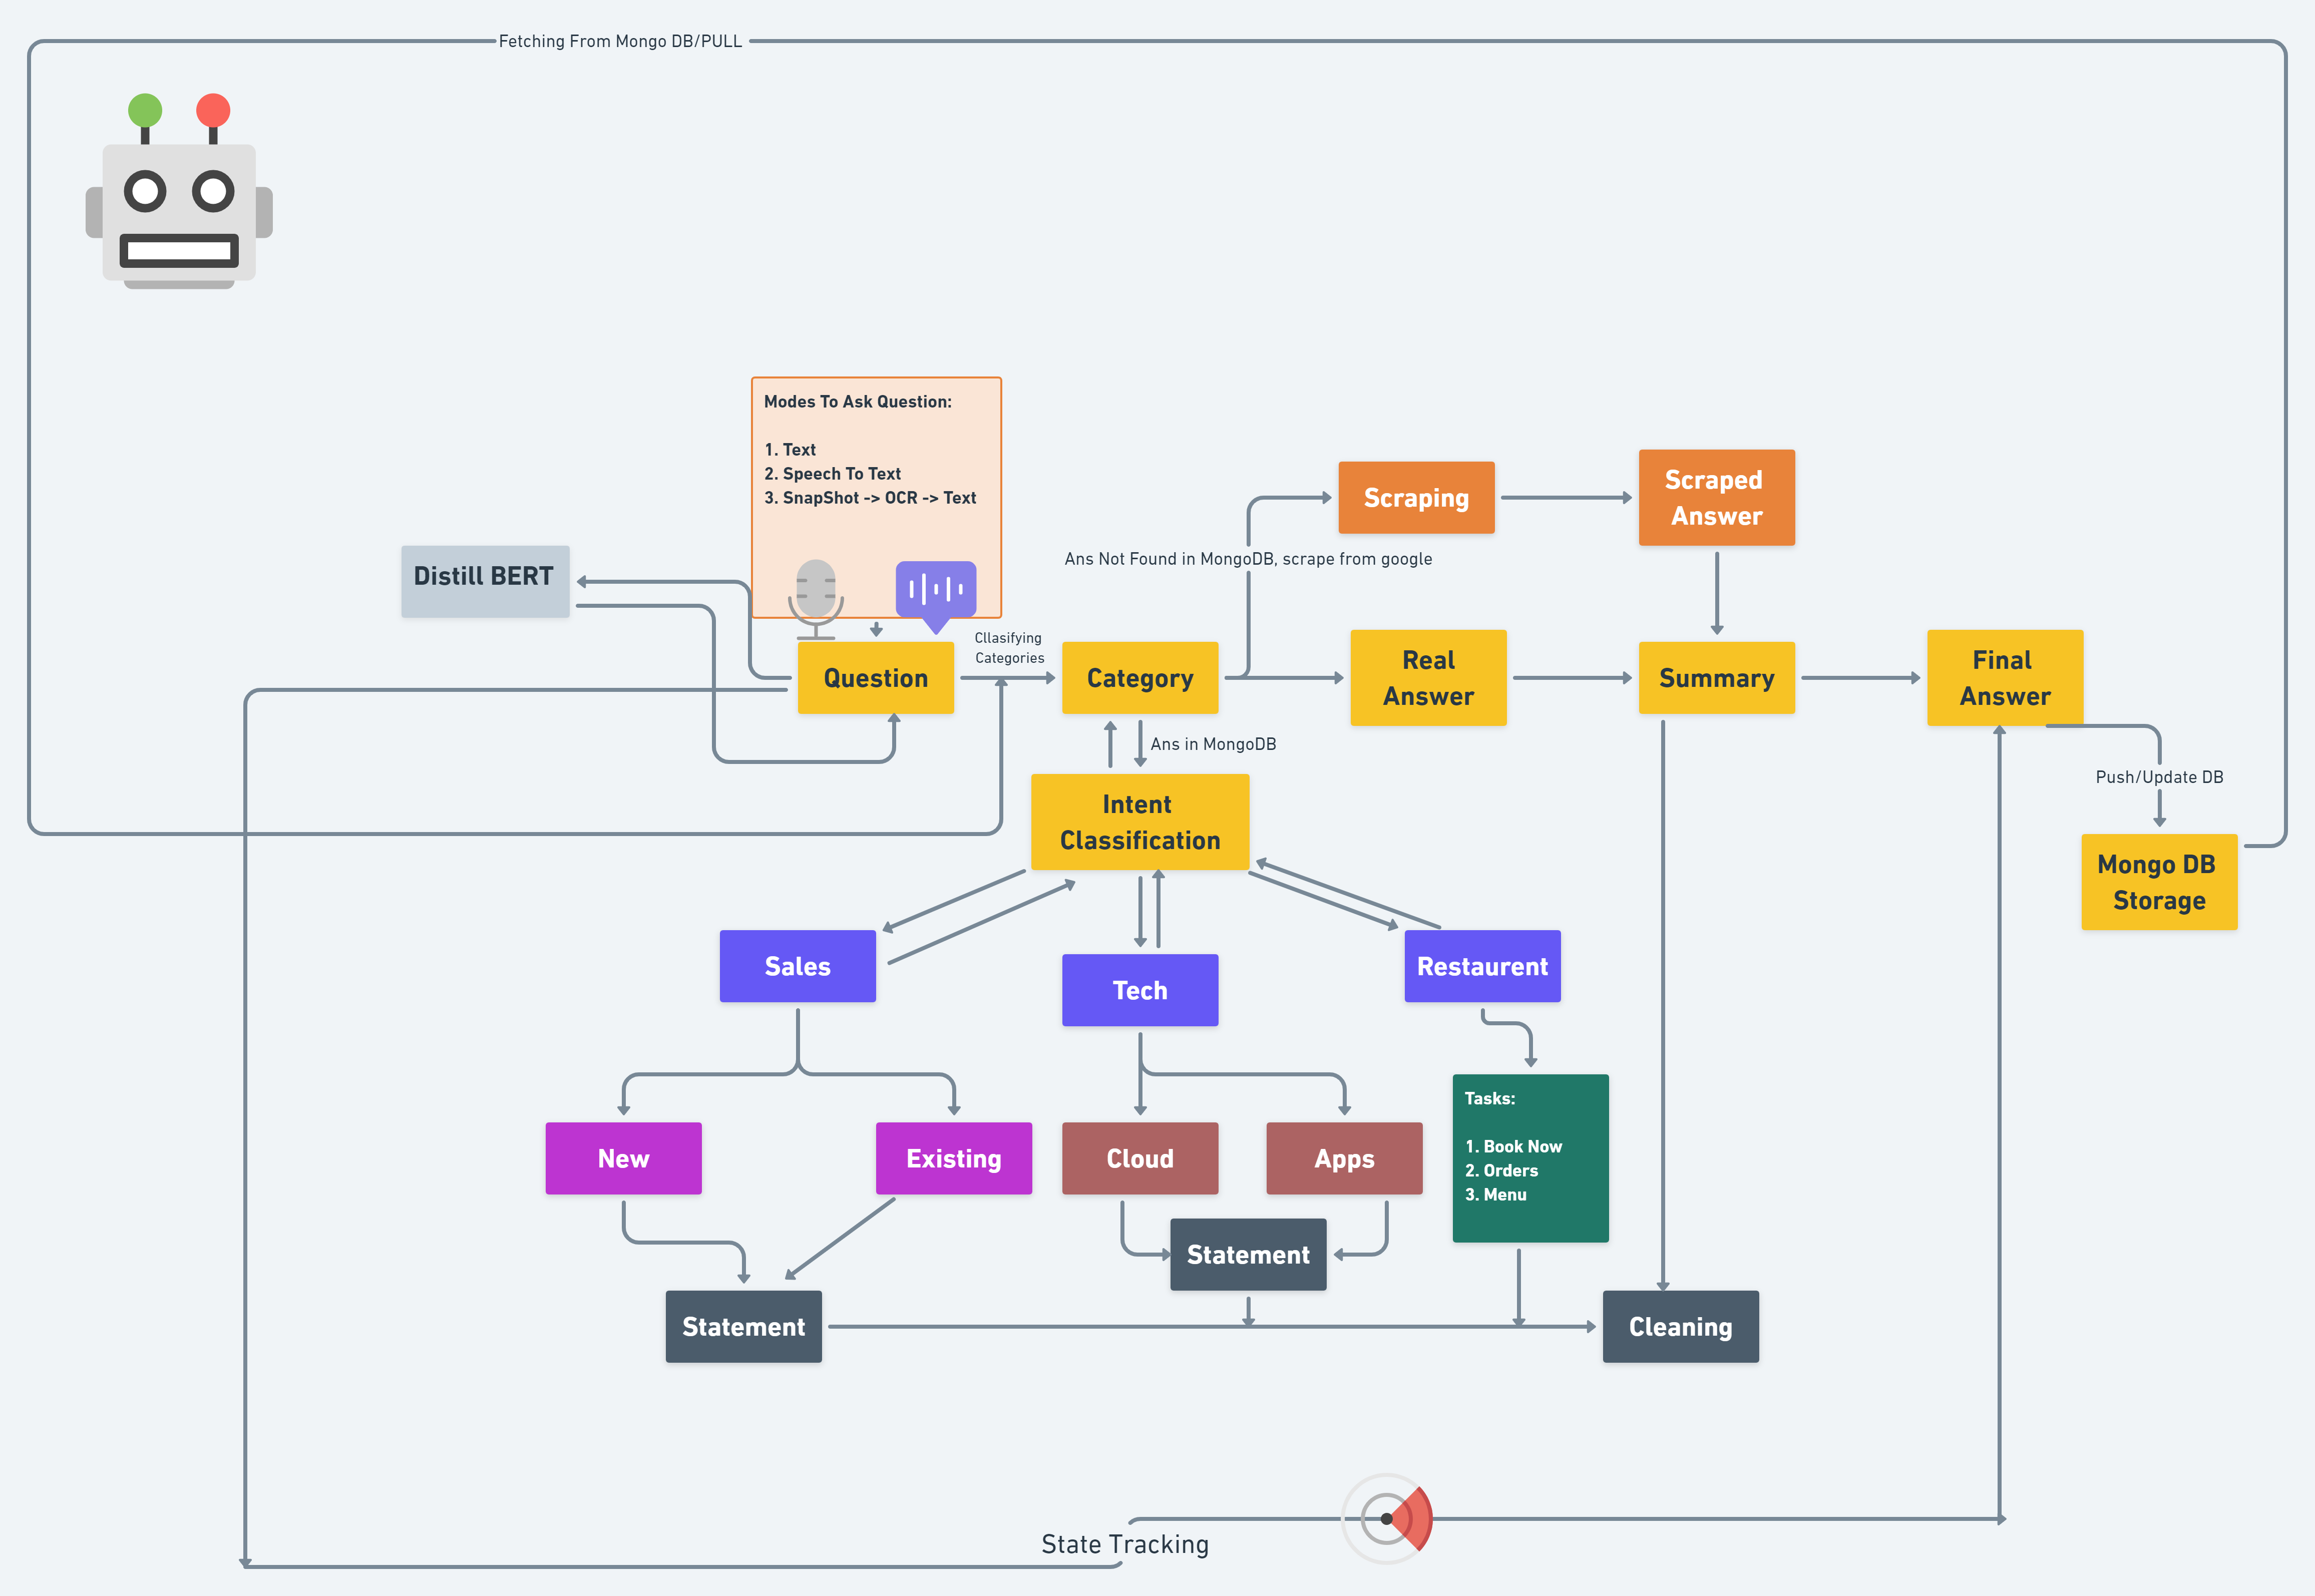 Fetching From Mongo DB/PULL
Modes To Ask Question:
1. Text
2. Speech To Text
3. SnapShot -> OCR -> Text
Scraping
Scraped
Answer
Ans Not Found in MongoDB, scrape from google
Distill BERT
Cllasifying
Categories
Question
Category
Real
Answer
Summary
Final
Answer
Ans in MongoDB
Push/Update DB
Intent
Classification
Mongo DB
Storage
Sales
Tech
Restaurent
Tasks:
1. Book Now
2. Orders
3. Menu
New
Existing
Cloud
Apps
Statement
Statement
Cleaning
State Tracking